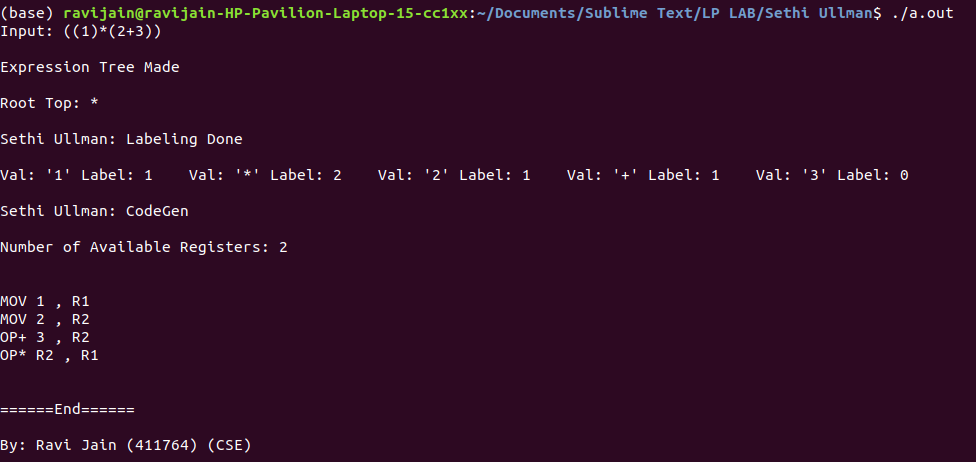 (base) ravijain@ravijain-HP-Pavilion-Laptop-15-cc1xx:~/Documents/Sublime Text/LP LAB/Sethi Ullman$ ./a.out
Input: ((1)*(2+3))
Expression Tree Made
Root Top: *
Sethi Ullman: Labeling Done
Val: '1' Label: 1    Val: '*' Label: 2    Val: '2' Label: 1    Val: '+' Label: 1    Val: '3' Label: 0
Sethi Ullman: CodeGen
Number of Available Registers: 2
MOV 1 , R1
MOV 2 , R2
OP+ 3 , R2
OP* R2 , R1
======End======
By: Ravi Jain (411764) (CSE)